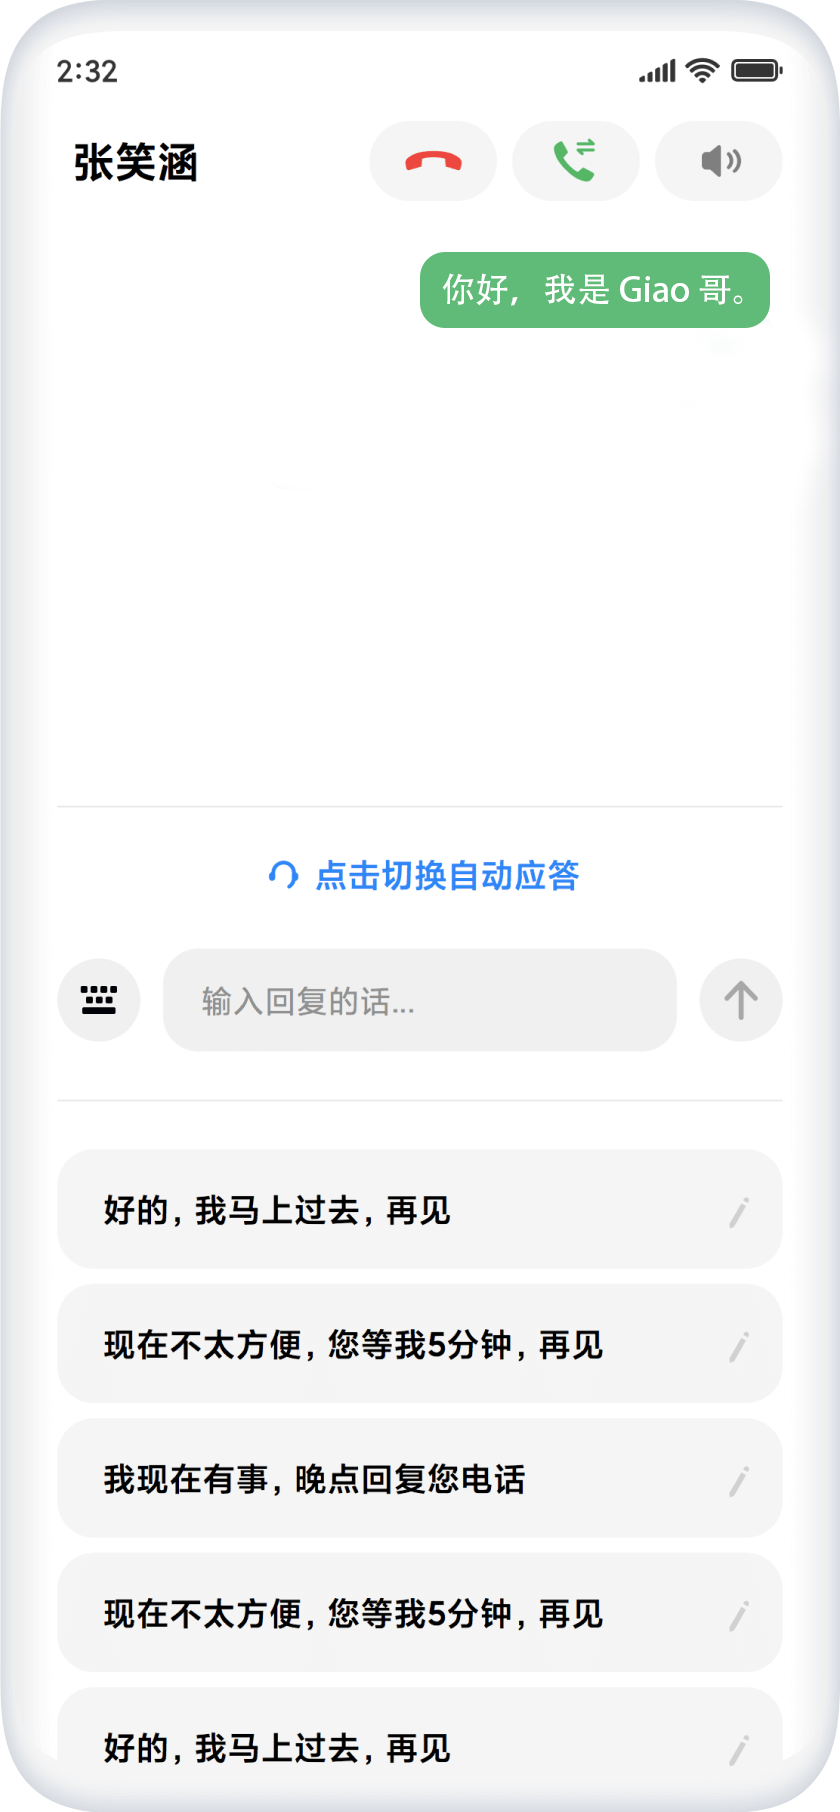 2:32
张笑涵
你好， 我是 Giao 哥。
点击切换自动应答
输入回复的话...
好的，我马上过去，再见
现在不太方便，您等我5分钟，再见
我现在有事，晚点回复您电话
现在不太方便，您等我5分钟，再见
好的，我马上过去，再见